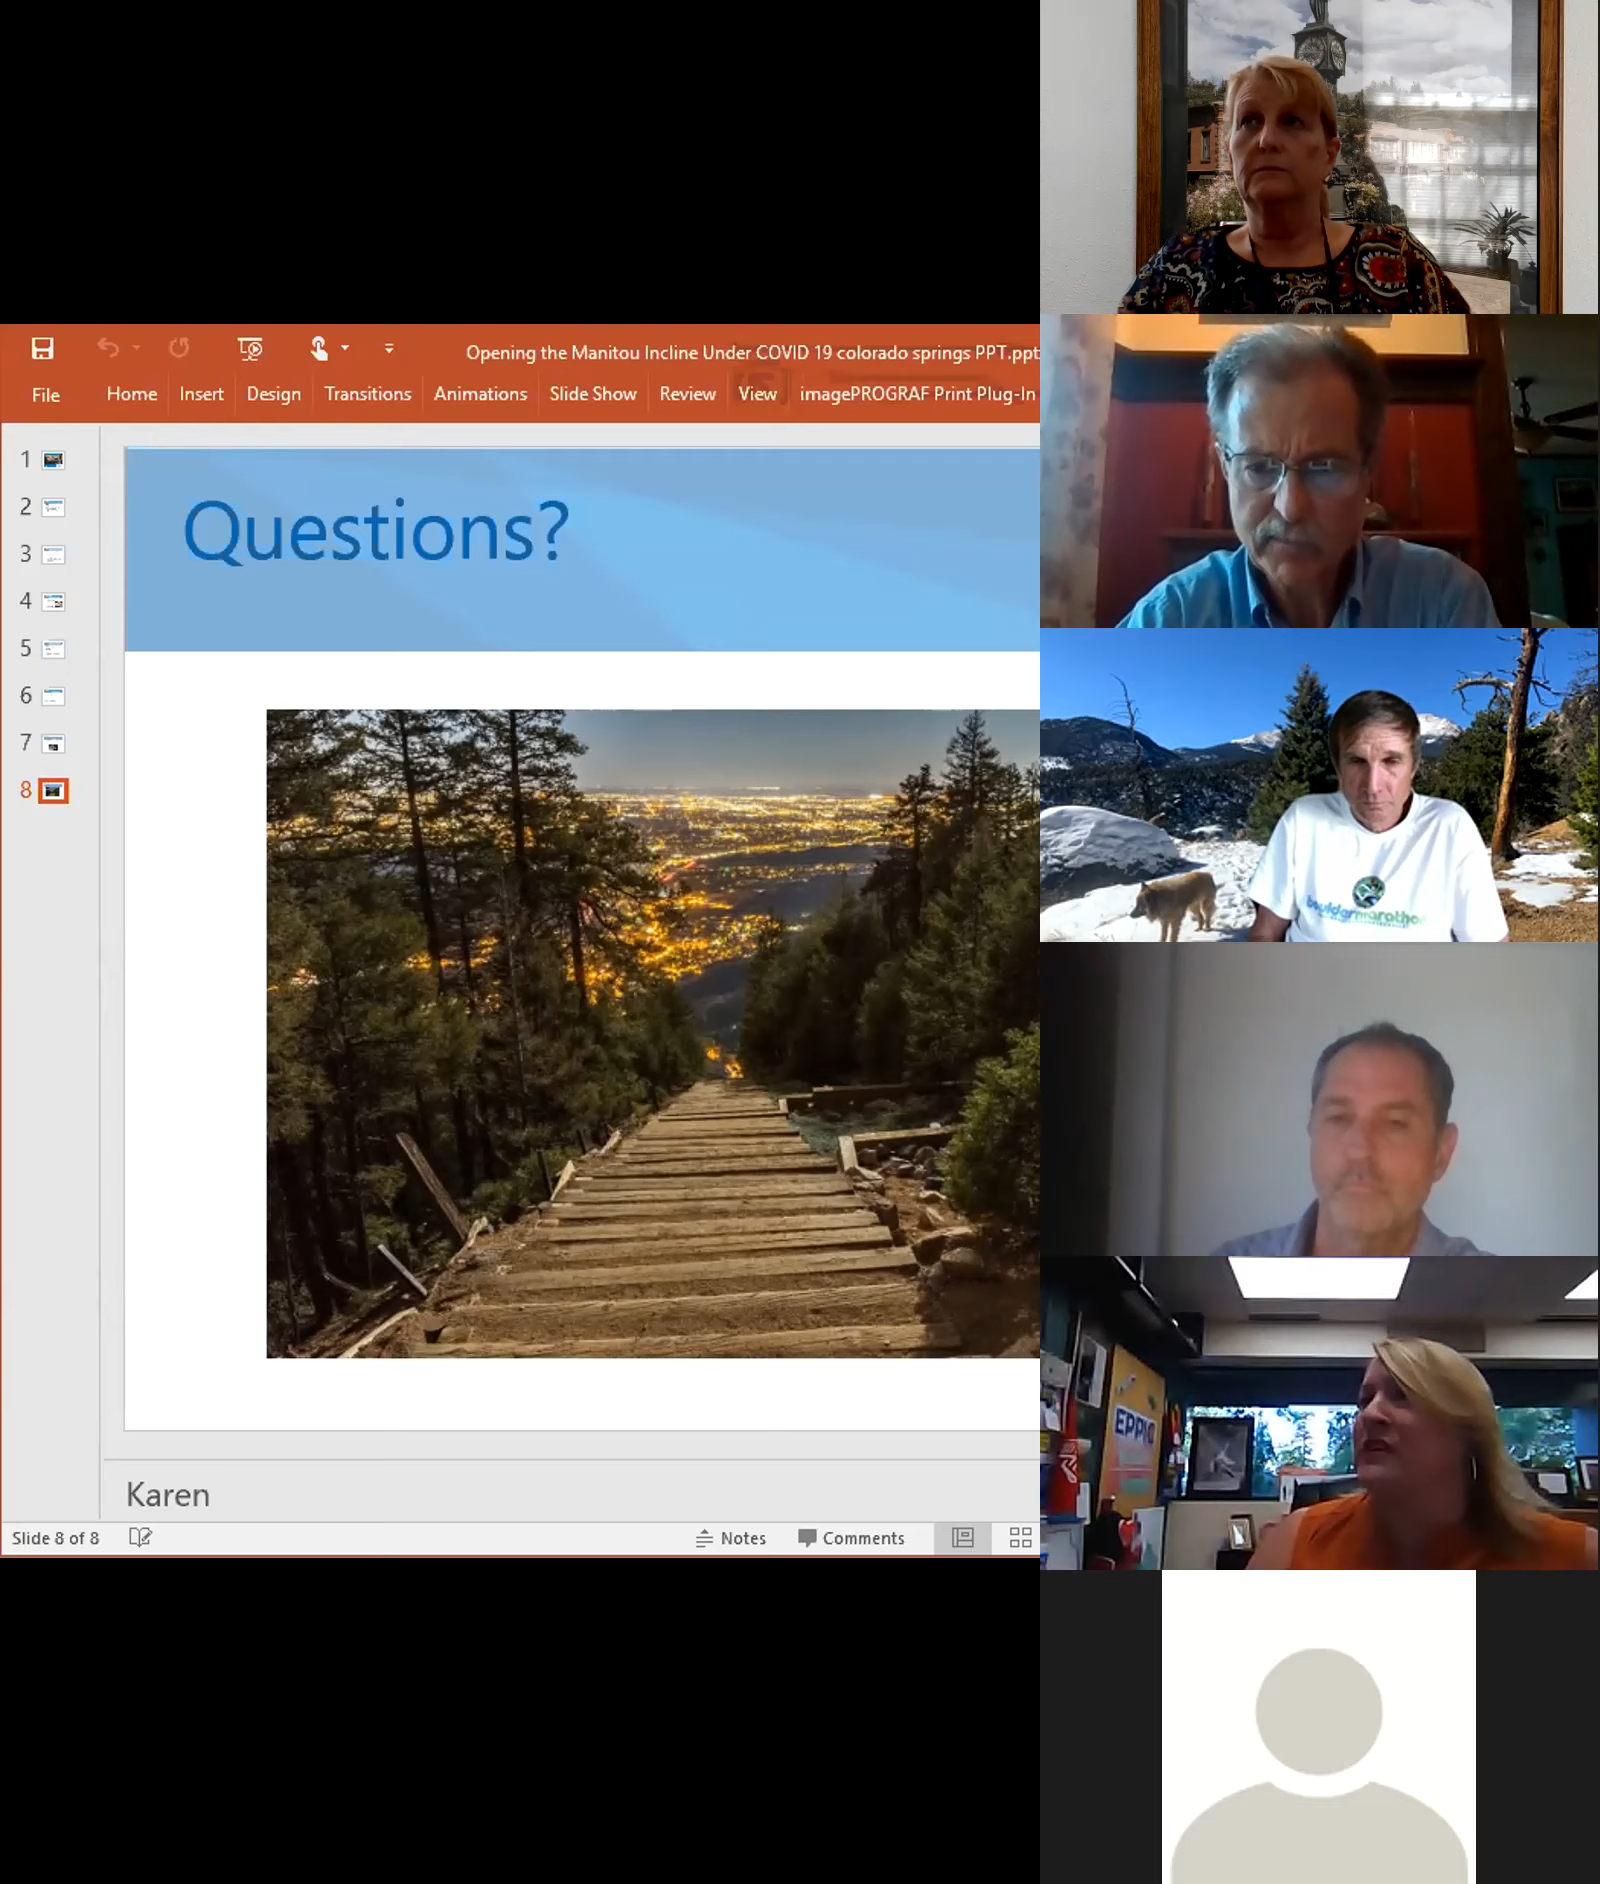 Opening the Manitou Incline Under COVID 19 colorado springs PPT.ppt
File Home Insert Design Transitions Animations Slide Show Review View imagePROGRAF Print Plug-In
1
2
3
4
5
6
7
8
Questions?
Karen
Slide 8 of 8 Notes Comments
bouldermarathon